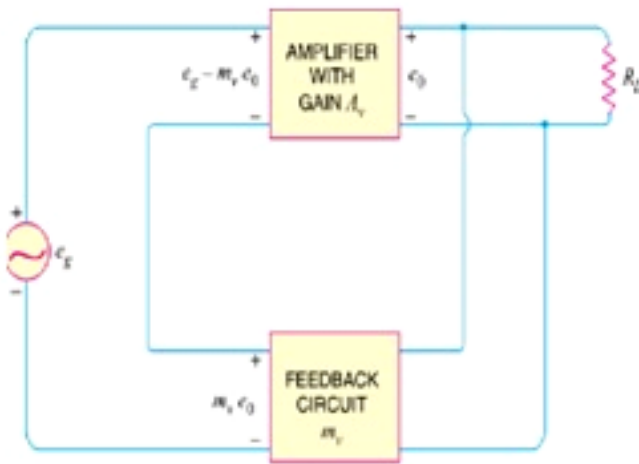 +
AMPLIFIER
WITH
GAIN A_v
+
e_g – m_v e_0
e_0
R_L
–
–
+
e_g
–
+
FEEDBACK
CIRCUIT
m_v
m_v e_0
–